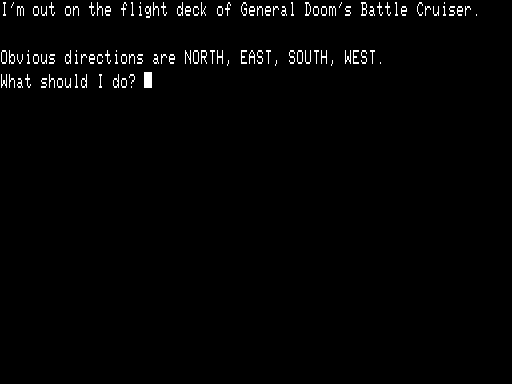 I'm out on the flight deck of General Doom's Battle Cruiser.
Obvious directions are NORTH, EAST, SOUTH, WEST.
What should I do?